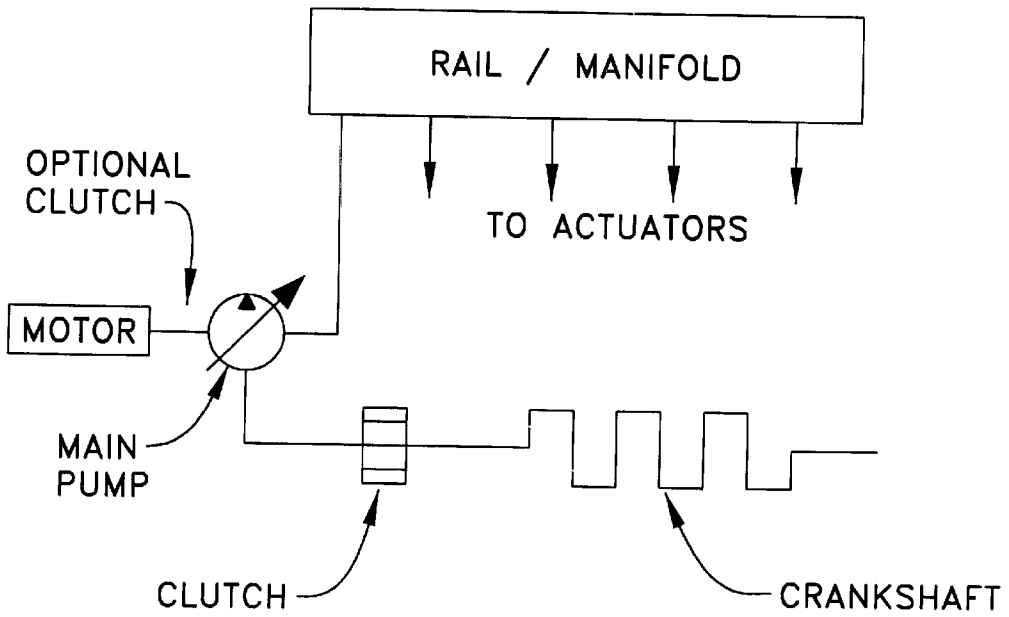 RAIL / MANIFOLD
OPTIONAL
CLUTCH
TO ACTUATORS
MOTOR
MAIN
PUMP
CLUTCH
CRANKSHAFT